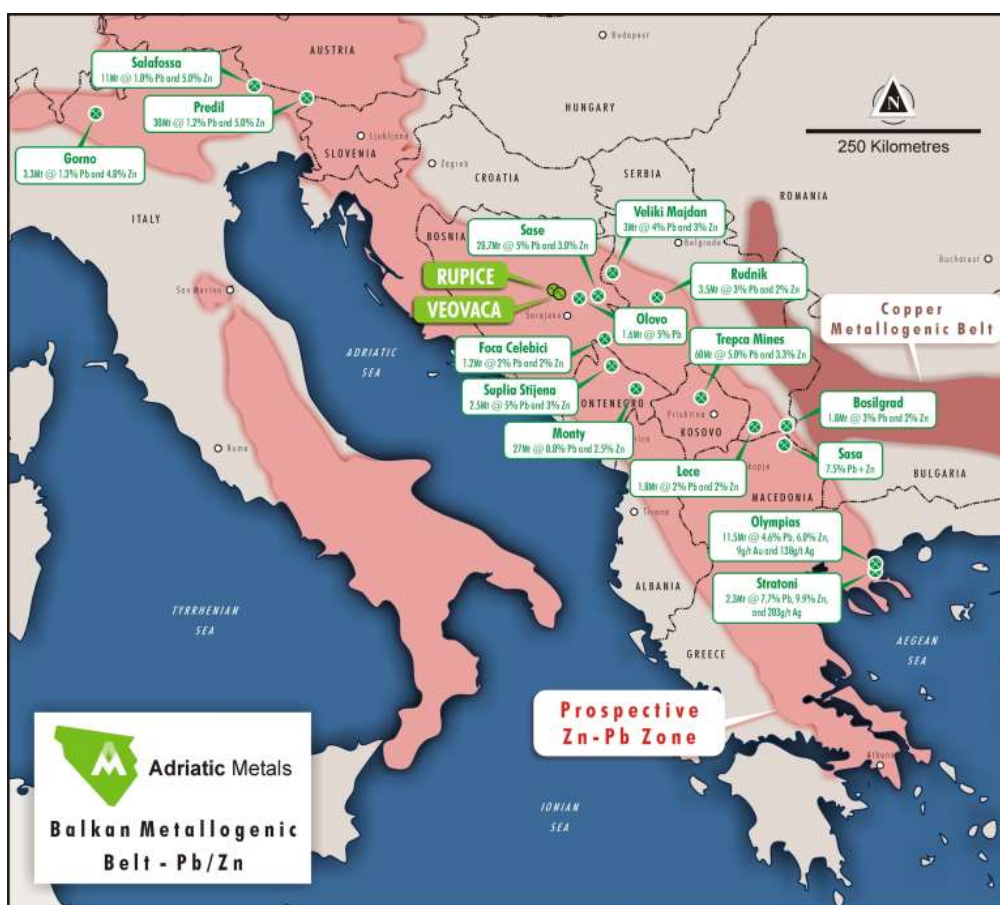 AUSTRIA
Budapest
Salafossa
11Mt @ 1.0% Pb and 5.0% Zn
Predil
38Mt @ 1.2% Pb and 5.0% Zn
HUNGARY
N
250 Kilometres
Ljubljana
SLOVENIA
Gorno
3.3Mt @ 1.3% Pb and 4.8% Zn
Zagreb
CROATIA
SERBIA
ROMANIA
ITALY
Veliki Majdan
3Mt @ 4% Pb and 3% Zn
BOSNIA
Sase
28.7Mt @ 5% Pb and 3.0% Zn
Belgrade
Bucharest
RUPICE
VEOVACA
Rudnik
3.5Mt @ 3% Pb and 2% Zn
San Marino
Sarajevo
Olovo
1.6Mt @ 5% Pb
Copper
Metallogenic Belt
ADRIATIC
SEA
Foca Celebici
1.2Mt @ 2% Pb and 2% Zn
Trepca Mines
60Mt @ 5.0% Pb and 3.3% Zn
Suplia Stijena
2.5Mt @ 5% Pb and 3% Zn
ONTENEGRO
Prishtina
KOSOVO
Bosilgrad
1.8Mt @ 3% Pb and 2% Zn
Monty
27Mt @ 0.8% Pb and 2.5% Zn
Roma
Sasa
7.5% Pb + Zn
Lece
1.8Mt @ 2% Pb and 2% Zn
kopje
BULGARIA
MACEDONIA
Tirana
Olympias
11.5Mt @ 4.6% Pb, 6.0% Zn,
9g/t Au and 138g/t Ag
ALBANIA
Stratoni
2.3Mt @ 7.7% Pb, 9.9% Zn,
and 203g/t Ag
TYRRHENIAN
SEA
AEGEAN
SEA
GREECE
Prospective
Zn-Pb Zone
Athens
Adriatic Metals
Balkan Metallogenic
Belt - Pb/Zn
IONIAN
SEA